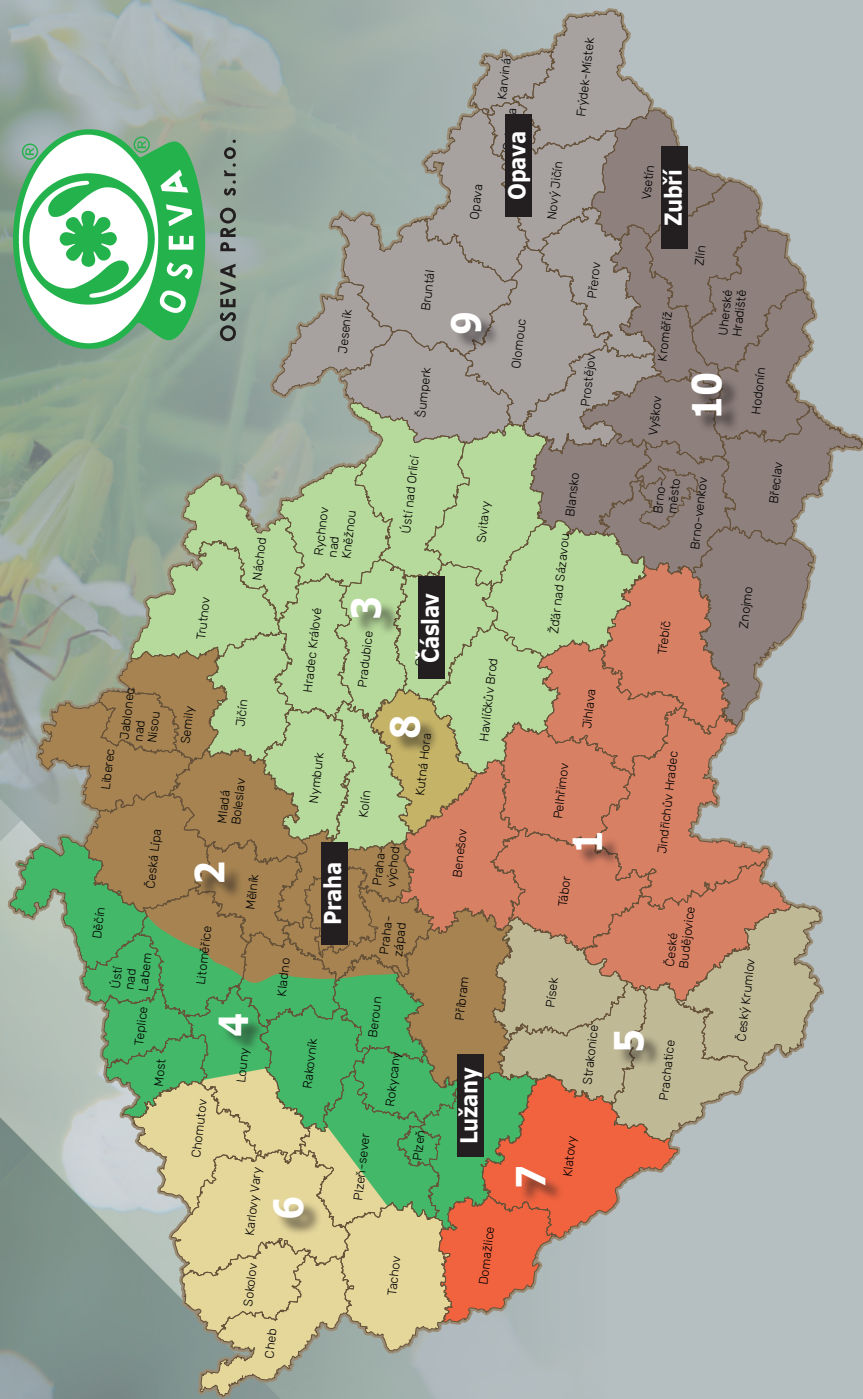 ®
OSEVA
®
OSEVA PRO s.r.o.
Děčín
Ústí
nad
Labem
Teplice
Most
Litoměřice
4
Louny
Kladno
Rakovník
Beroun
Rokycany
Plzeň-sever
Plzeň
Lužany
Chomutov
Karlovy Vary
6
Sokolov
Cheb
Tachov
Domažlice
7
Klatovy
Liberec
Jablonec
nad
Nisou
Semily
Česká Lípa
Mladá
Boleslav
2
Mělník
Praha
Praha-
východ
Praha-
západ
Příbram
Trutnov
Náchod
Jičín
Hradec Králové
Rychnov
nad
Kněžnou
Nymburk
Kolín
Pradubice
3
Ústí nad Orlicí
Čáslav
Svitavy
8
Kutná Hora
Havlíčkův Brod
Ždár nad Sázavou
Benešov
Pelhřimov
Jihlava
Třebíč
1
Tábor
Jindřichův Hradec
České
Budějovice
Písek
Strakonice
5
Prachatice
Český Krumlov
Jeseník
Bruntál
Šumperk
9
Opava
Karviná
Opava
Frýdek-Místek
Nový Jičín
Olomouc
Přerov
Prostějov
Vsetín
Zubří
Zlín
Kroměříž
Uherské
Hradiště
Vyškov
10
Hodonín
Blansko
Brno
město
Brno-venkov
Břeclav
Znojmo